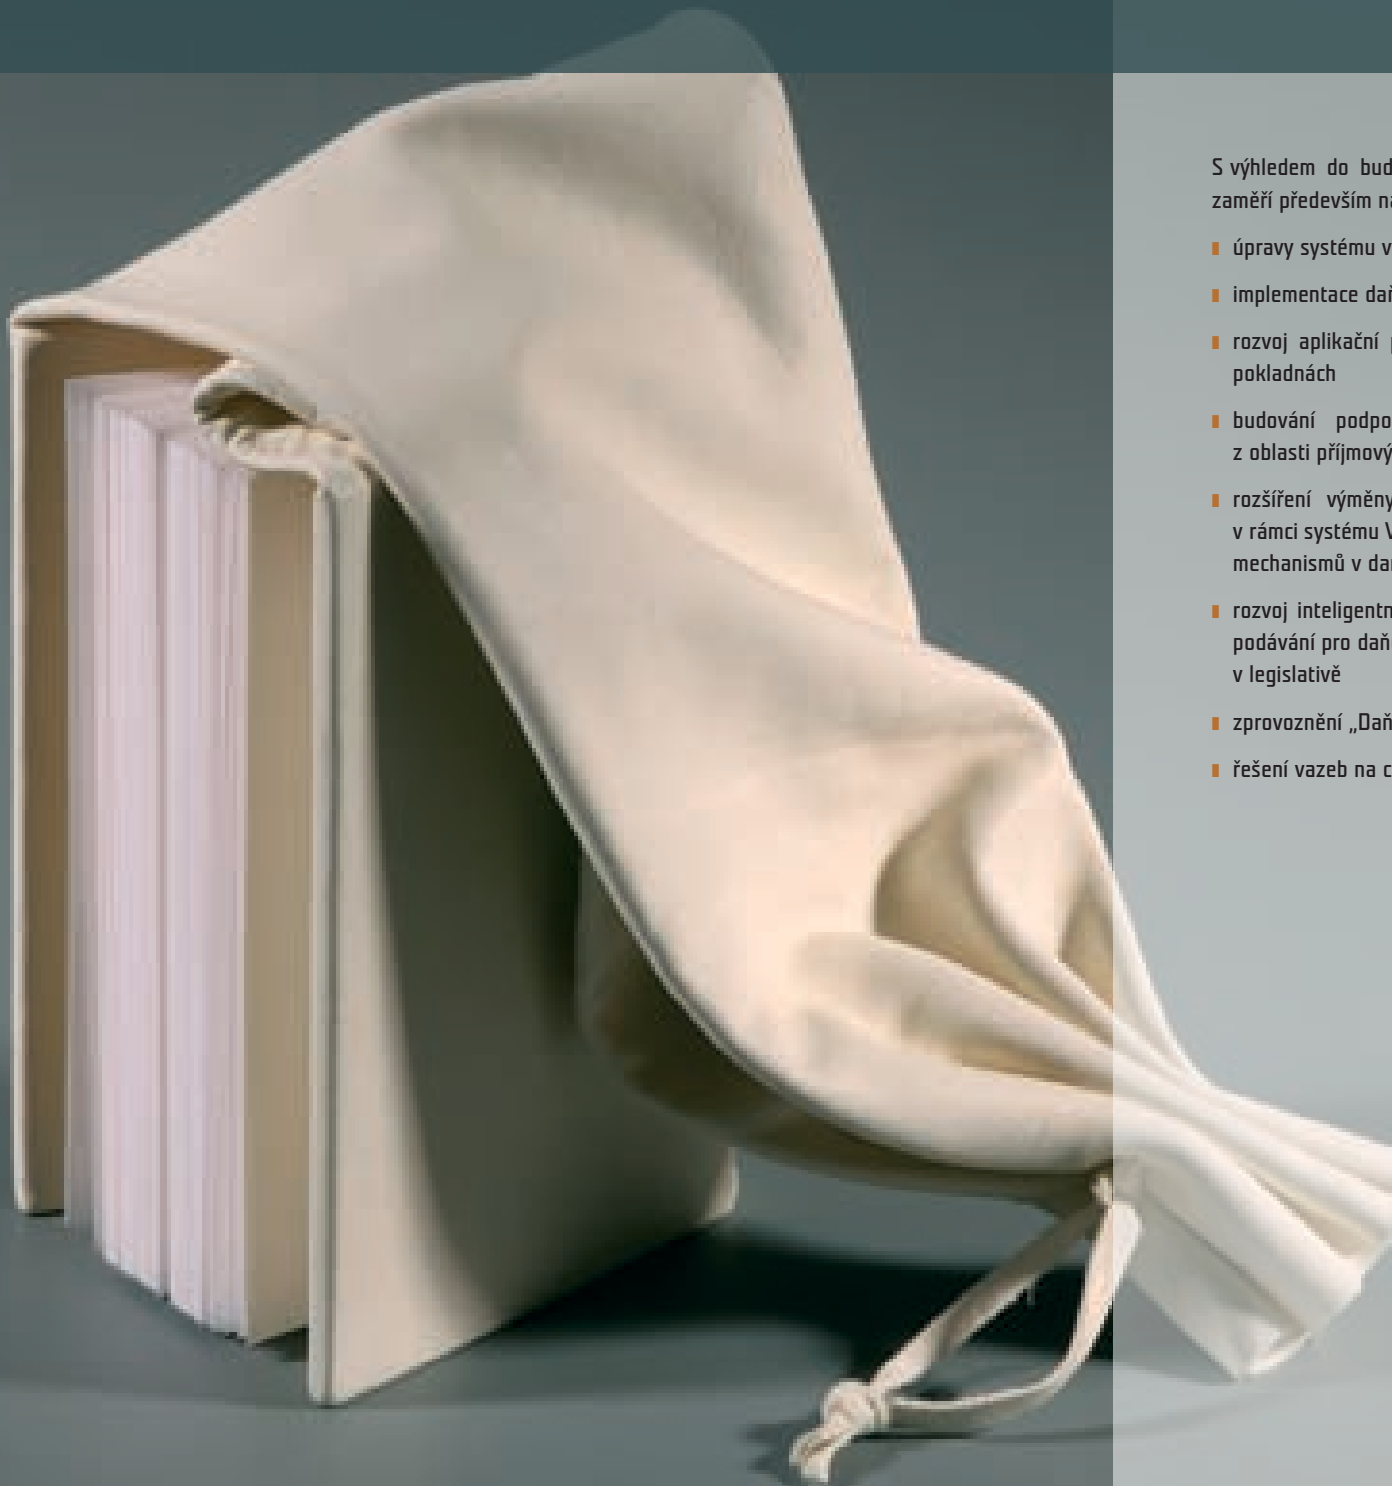 S výhledem do bud
zaměří především na
úpravy systému v
implementace daň
rozvoj aplikační p
pokladnách
budování podpo
z oblasti příjmový
rozšíření výměny
v rámci systému V
mechanismů v dan
rozvoj inteligentn
podávání pro daň
v legislativě
zprovoznění „Daň
řešení vazeb na c